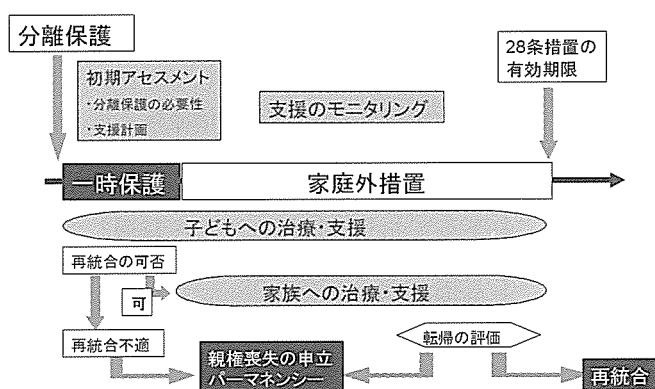 分離保護
28条措置の
有効期限
初期アセスメント
・分離保護の必要性
・支援計画
支援のモニタリング
一時保護
家庭外措置
子どもへの治療・支援
再統合の可否
可
家族への治療・支援
再統合不適
親権喪失の申立
パーマネンシー
転帰の評価
再統合